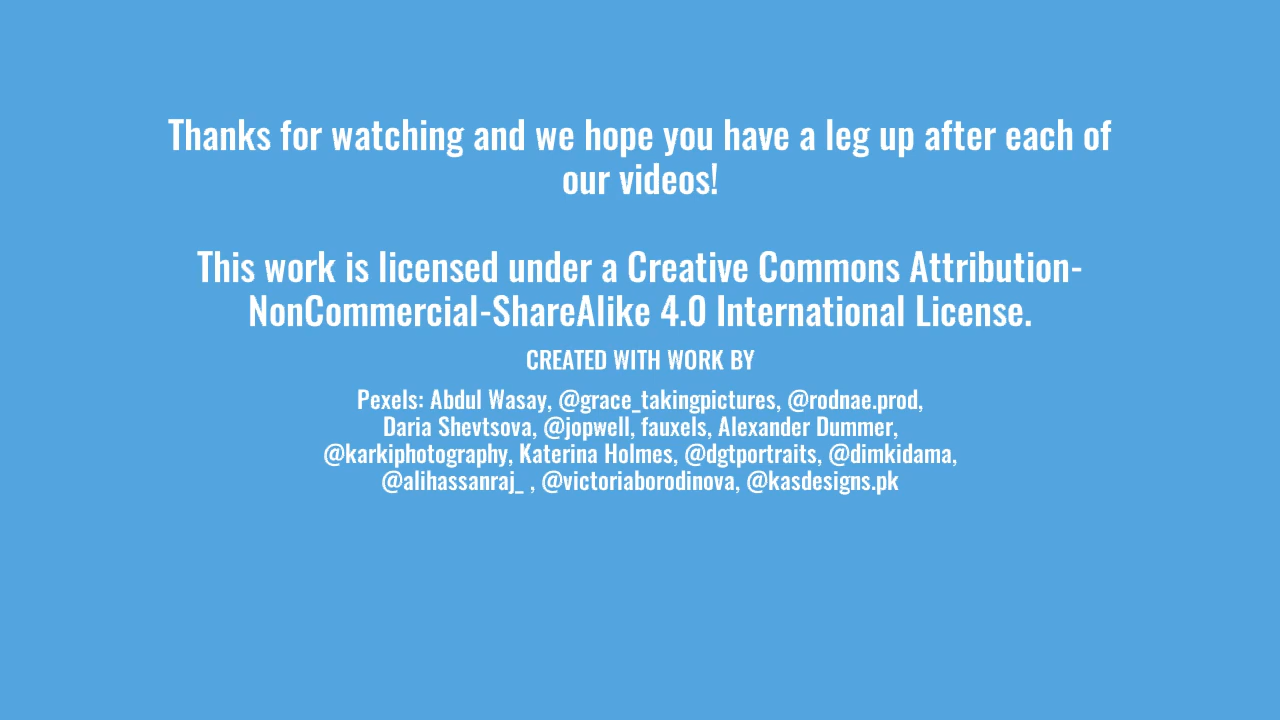 Thanks for watching and we hope you have a leg up after each of
our videos!
This work is licensed under a Creative Commons Attribution-
NonCommercial-ShareAlike 4.0 International License.
CREATED WITH WORK BY
Pexels: Abdul Wasay, @grace_takingpictures, @rodnae.prod,
Daria Shevtsova, @jopwell, fauxels, Alexander Dummer,
@karkiphotography, Katerina Holmes, @dgtportraits, @dimkidama,
@alihassanraj_ , @victoriaborodinova, @kasdesigns.pk